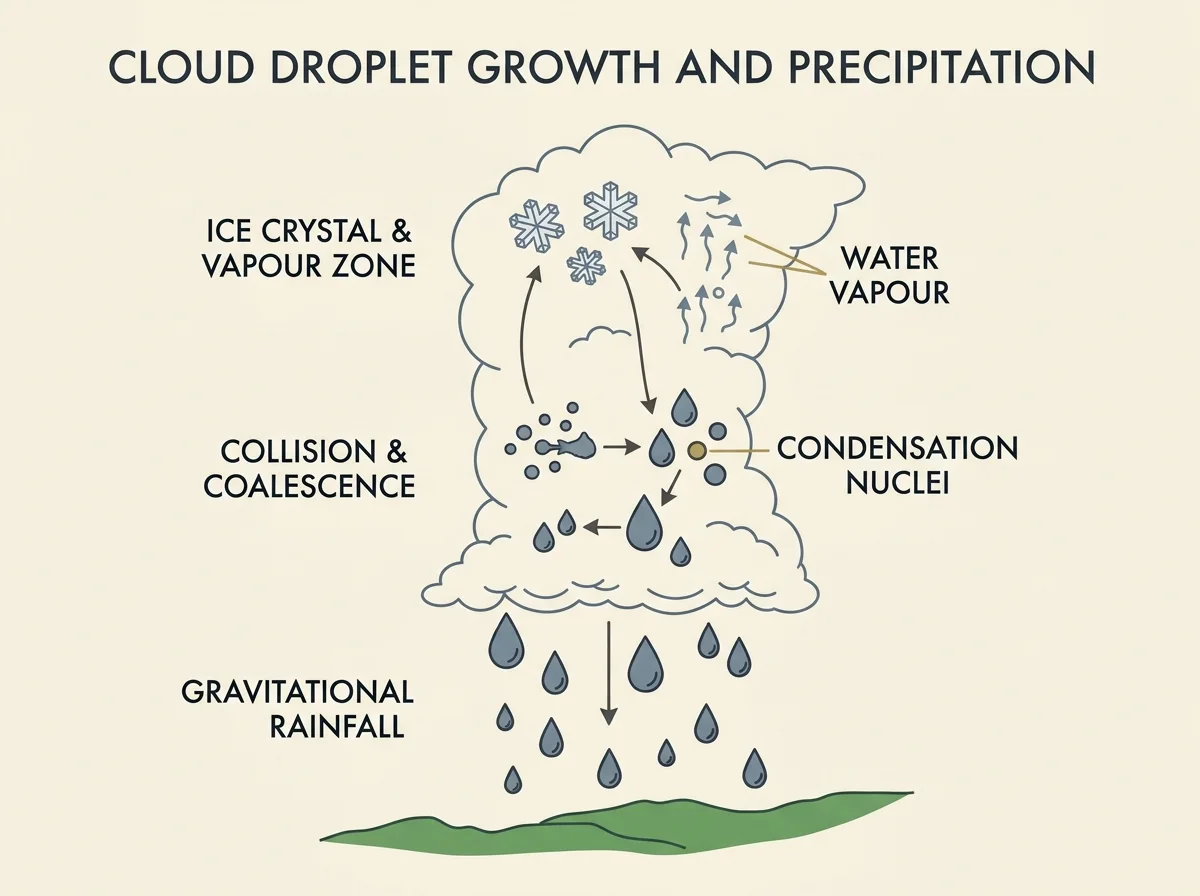 CLOUD DROPLET GROWTH AND PRECIPITATION
ICE CRYSTAL &
VAPOUR ZONE
WATER
VAPOUR
COLLISION &
COALESCENCE
CONDENSATION
NUCLEI
GRAVITATIONAL
RAINFALL